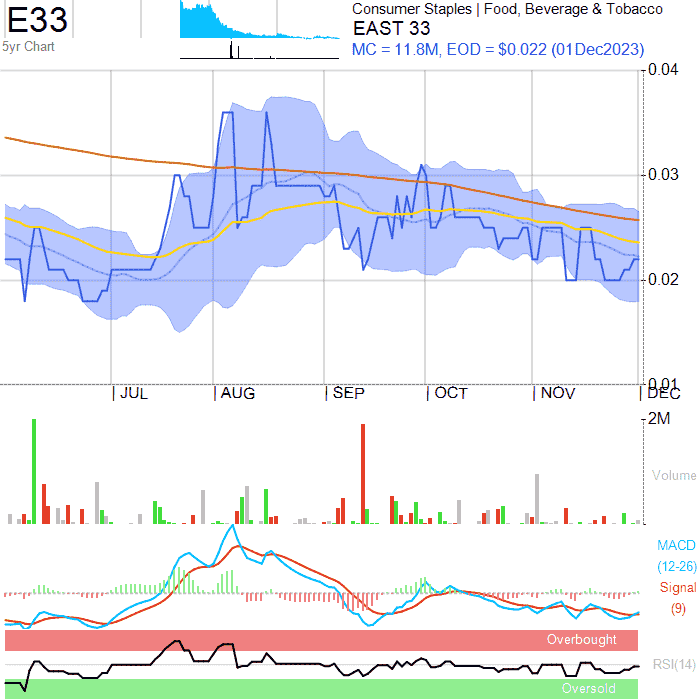 E33
5yr Chart
Consumer Staples | Food, Beverage & Tobacco
EAST 33
MC = 11.8M, EOD = $0.022 (01Dec2023)
0.04
0.03
0.02
0.01
JUL AUG SEP OCT NOV DEC
2M
Volume
MACD
(12-26)
Signal
(9)
Overbought
RSI(14)
Oversold